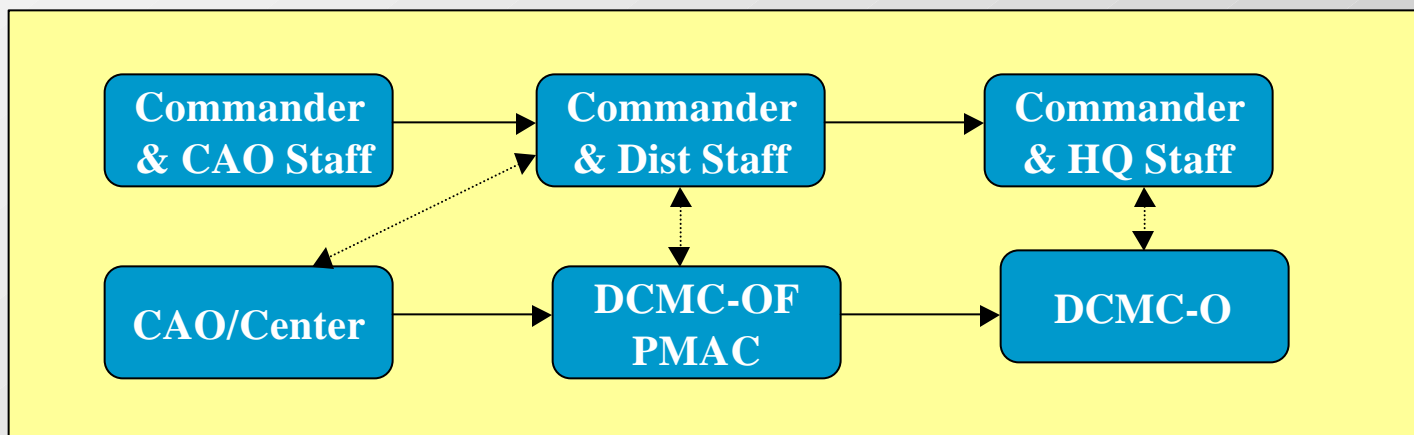 Commander
& CAO Staff
Commander
& Dist Staff
Commander
& HQ Staff
CAO/Center
DCMC-OF
PMAC
DCMC-O